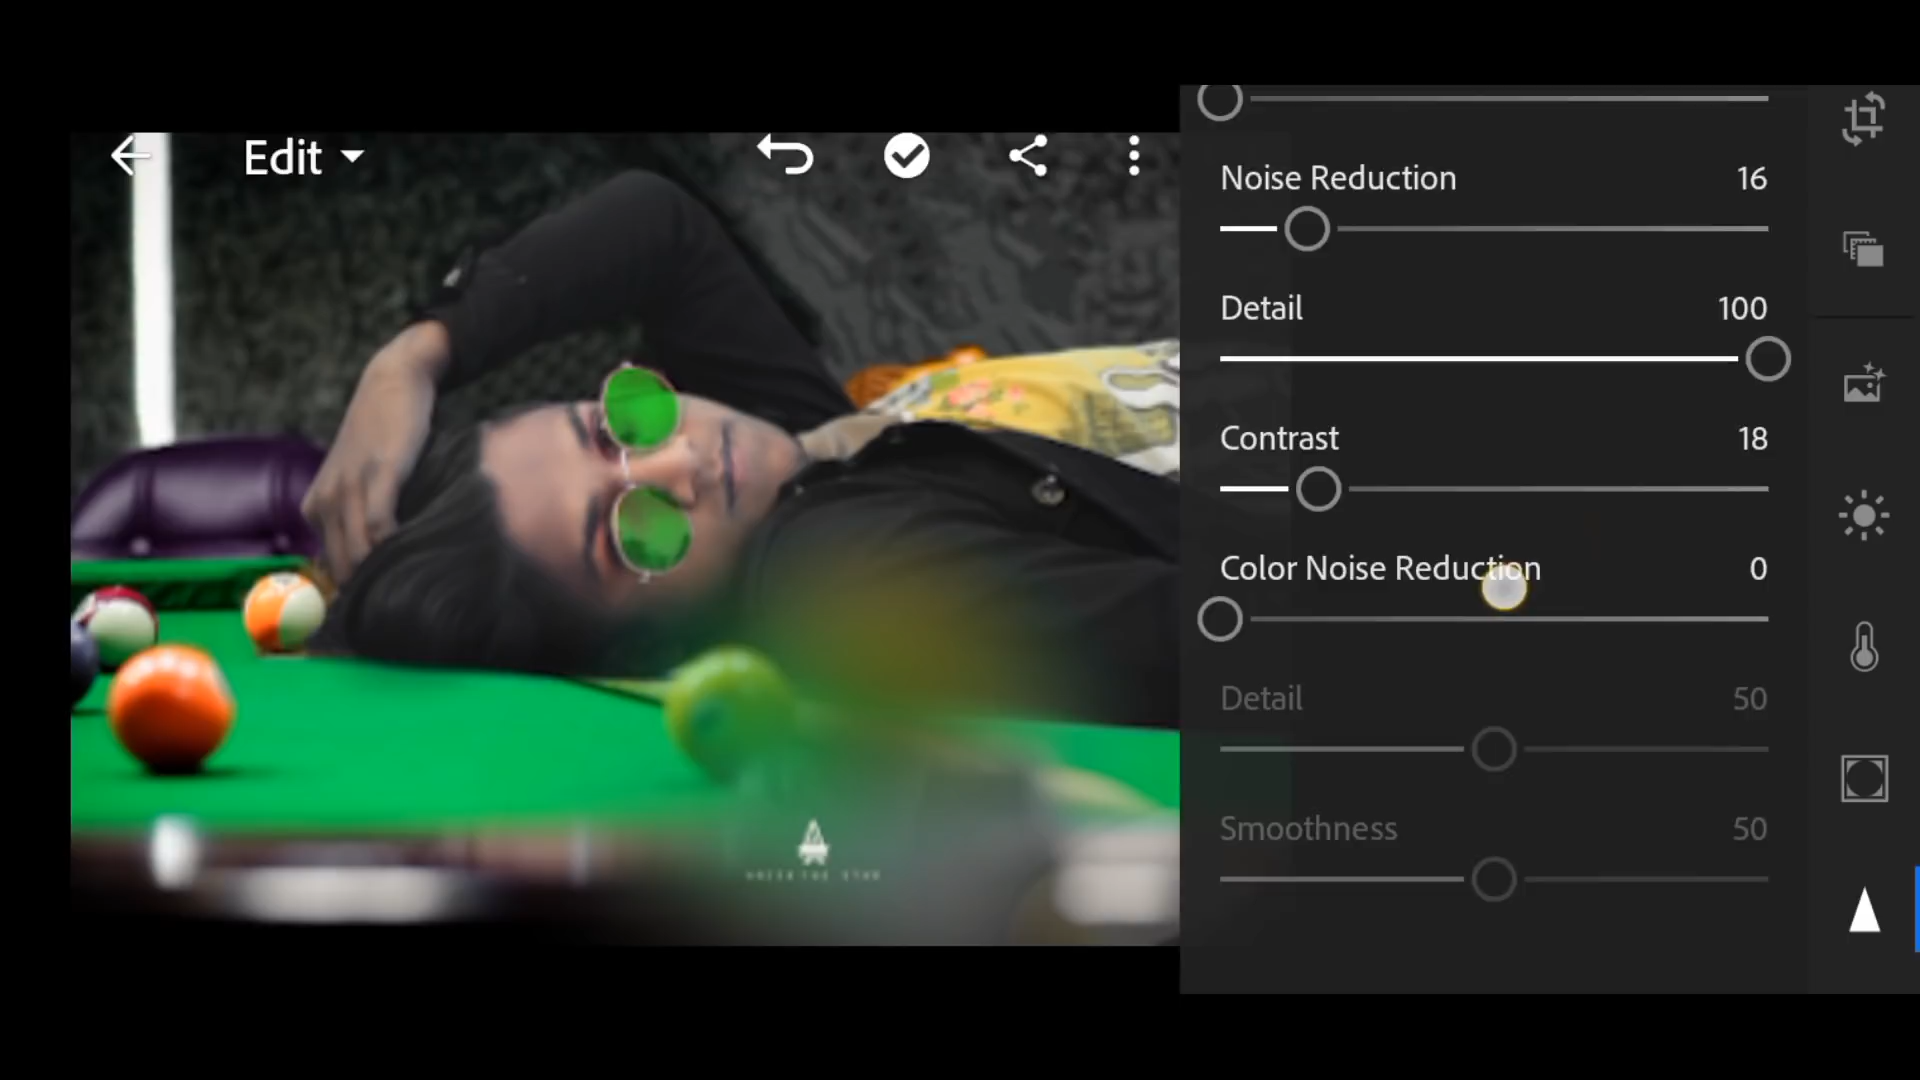 Edit
Noise Reduction 16
Detail 100
Contrast 18
Color Noise Reduction 0
Detail 50
Smoothness 50